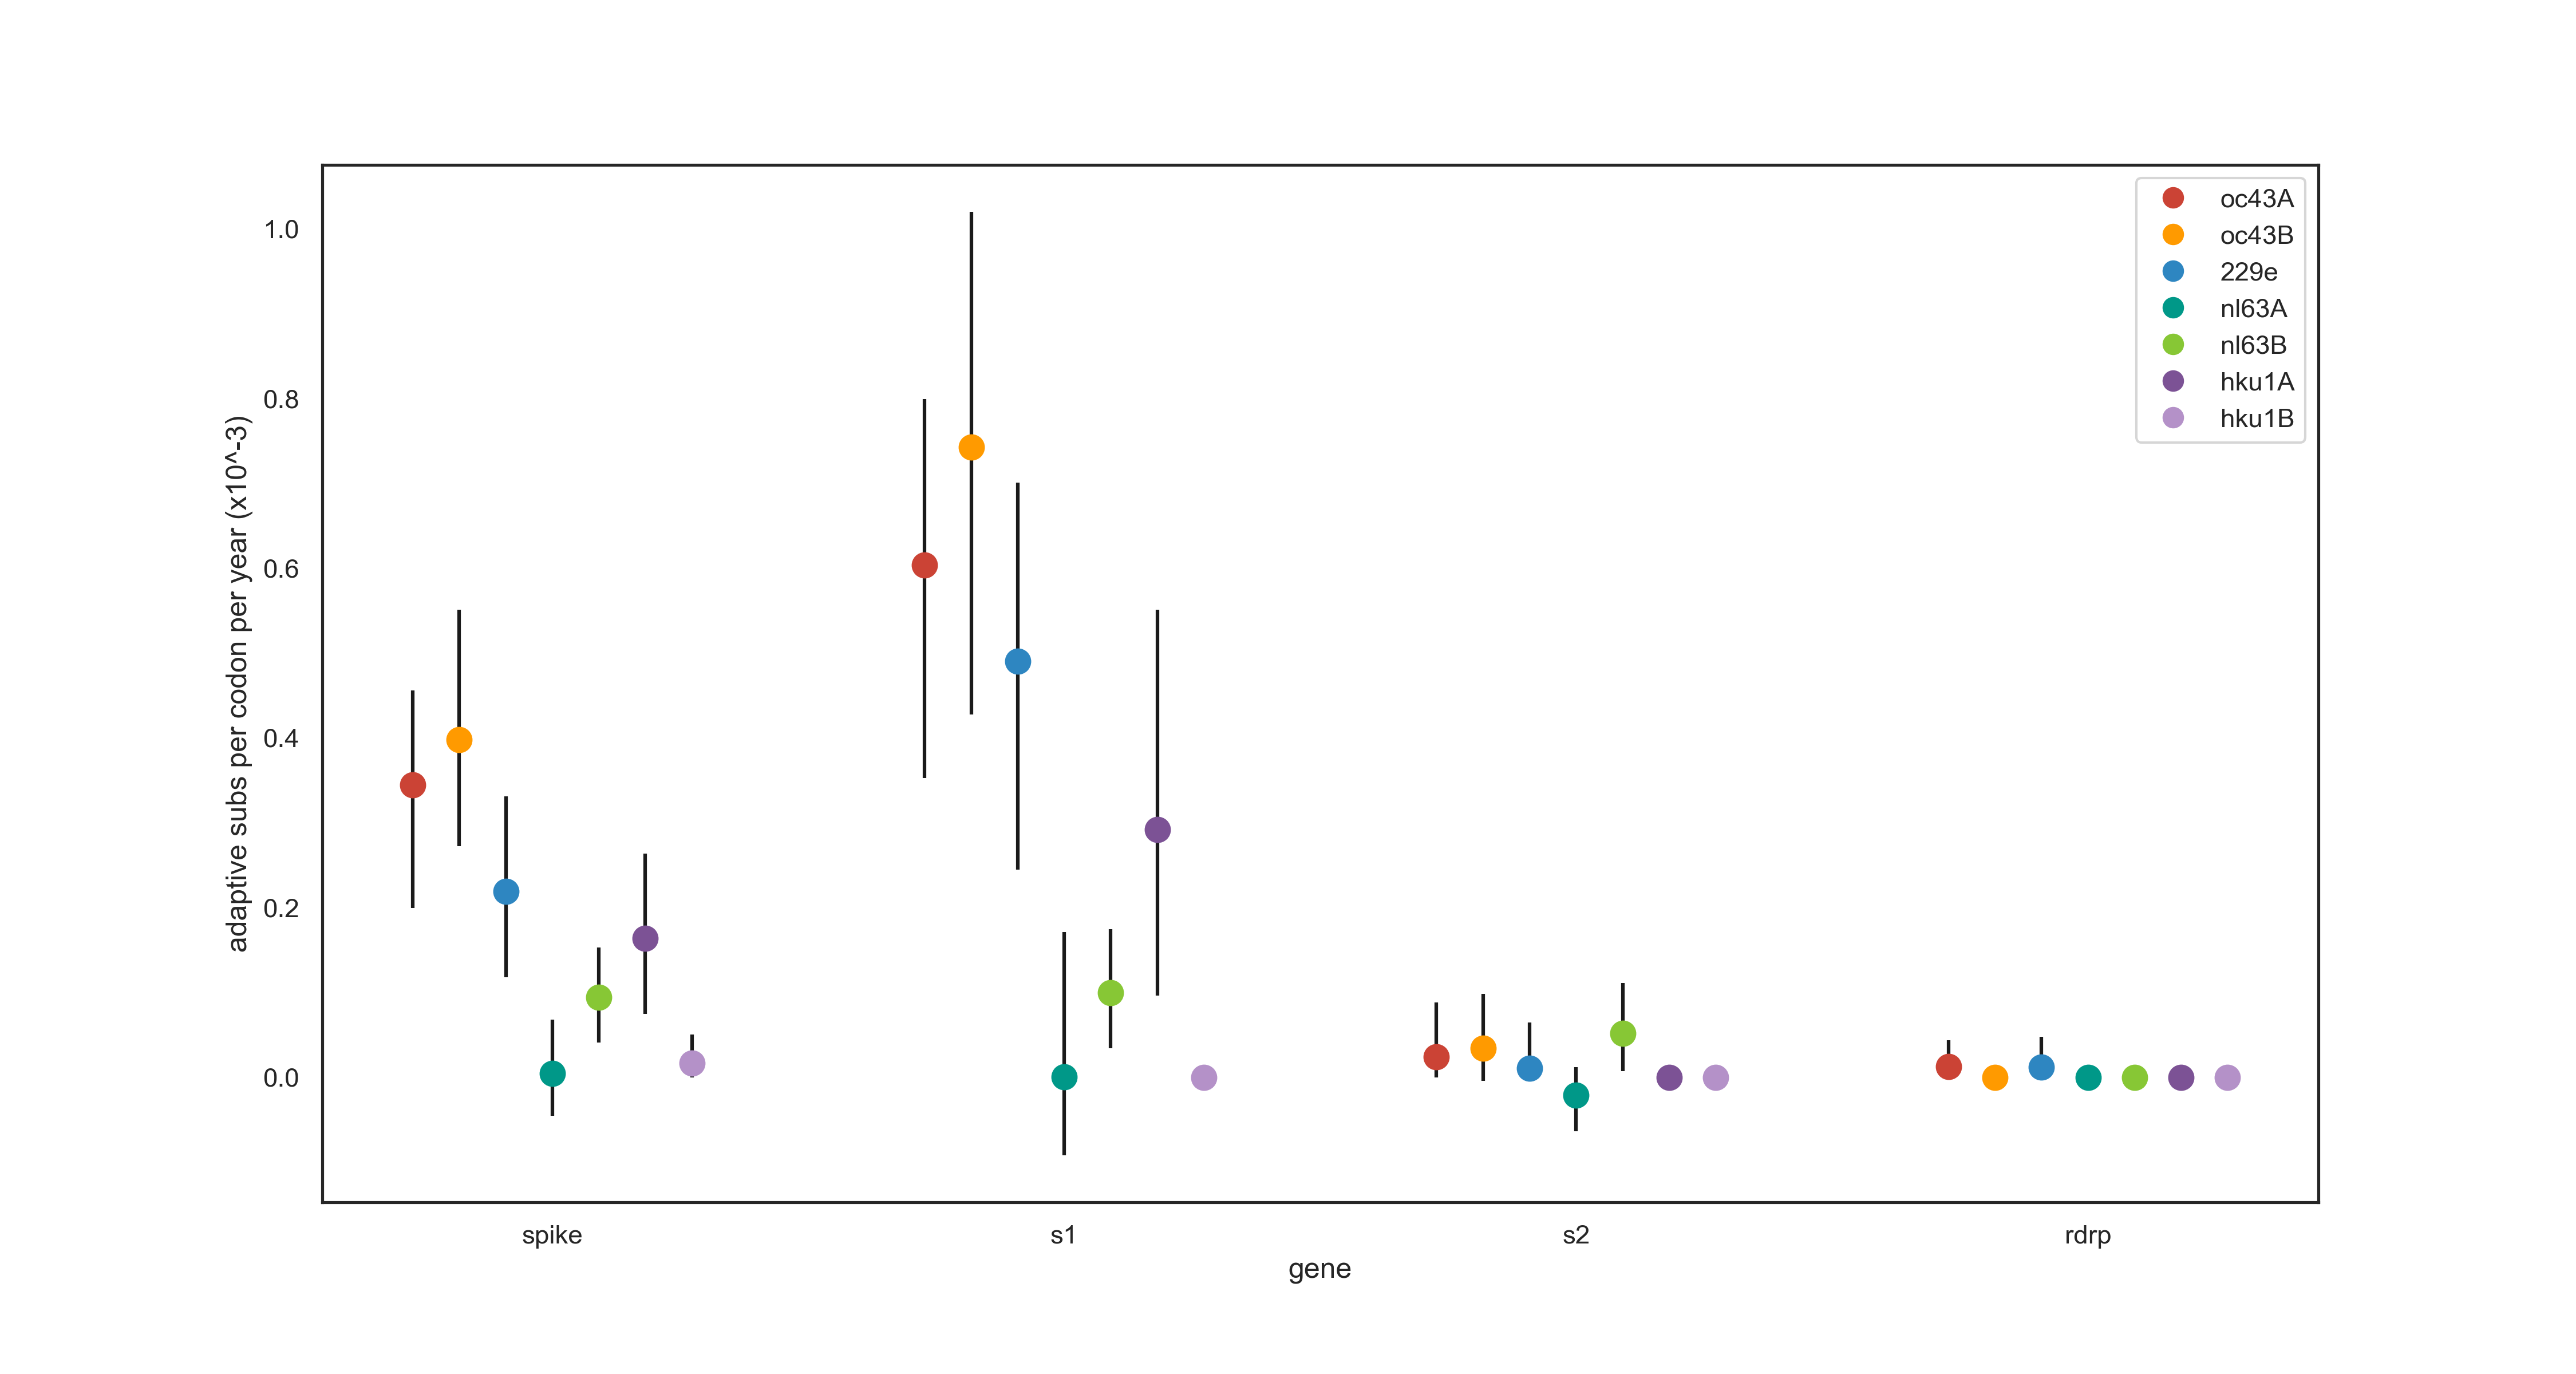 adaptive subs per codon per year (x10^-3)
1.0
0.8
0.6
0.4
0.2
0.0
oc43A
oc43B
229e
nl63A
nl63B
hku1A
hku1B
spike
s1
s2
rdrp
gene